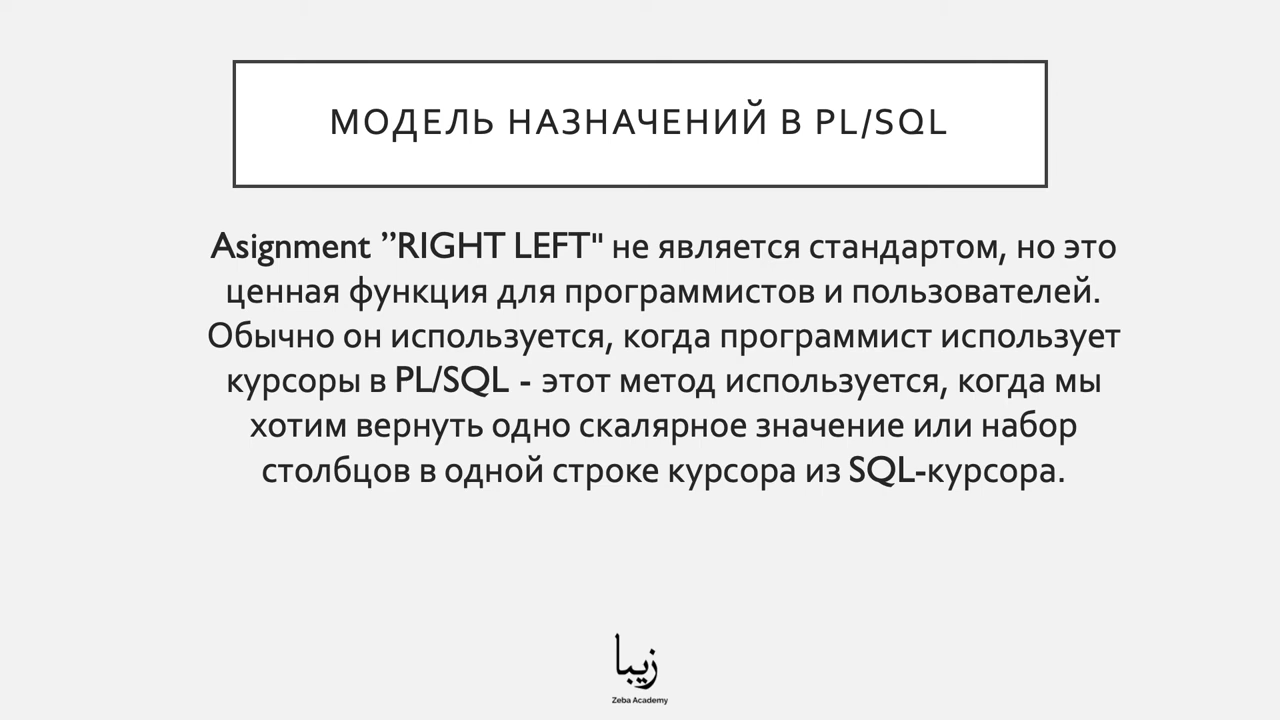 МОДЕЛЬ НАЗНАЧЕНИЙ В PL/SQL
Asignment ”RIGHT LEFT" не является стандартом, но это
ценная функция для программистов и пользователей.
Обычно он используется, когда программист использует
курсоры в PL/SQL - этот метод используется, когда мы
хотим вернуть одно скалярное значение или набор
столбцов в одной строке курсора из SQL-курсора.
زيبا
Zeba Academy